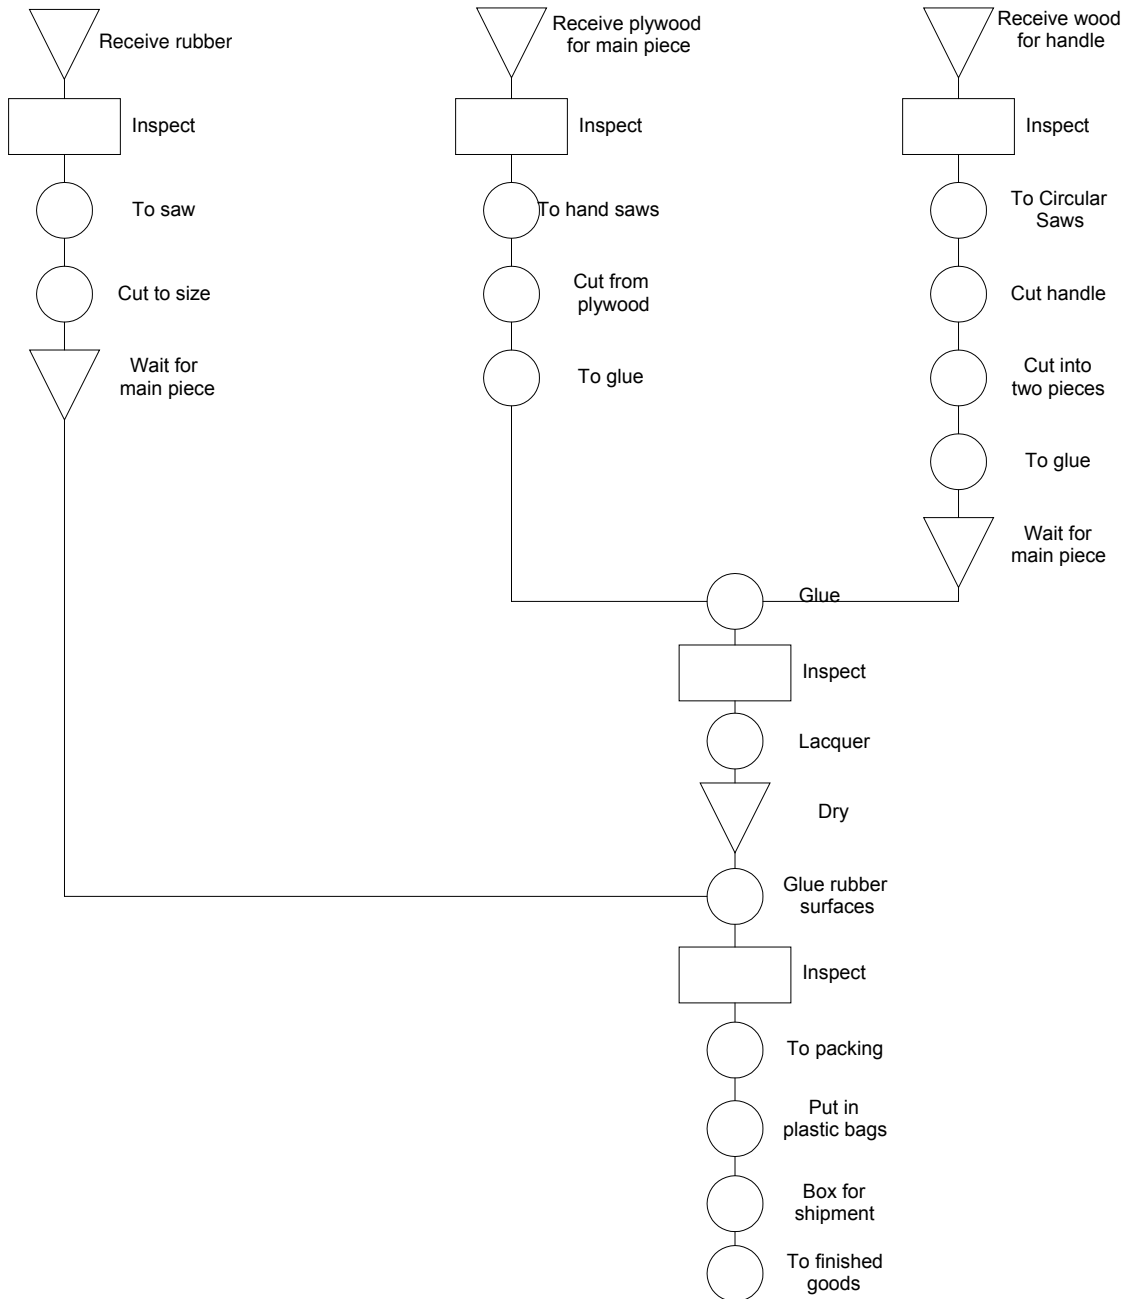 Receive rubber
Inspect
To saw
Cut to size
Wait for
main piece
Receive plywood
for main piece
Inspect
To hand saws
Cut from
plywood
To glue
Receive wood
for handle
Inspect
To Circular
Saws
Cut handle
Cut into
two pieces
To glue
Wait for
main piece
Glue
Inspect
Lacquer
Dry
Glue rubber
surfaces
Inspect
To packing
Put in
plastic bags
Box for
shipment
To finished
goods